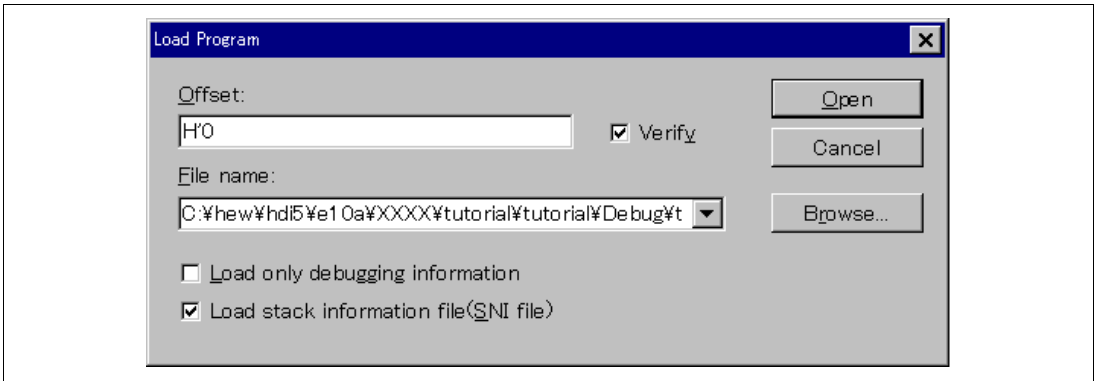 Load Program
Offset:
H'0
Verify
Open
Cancel
File name:
C:¥hew¥hdi5¥e10a¥XXXX¥tutorial¥tutorial¥Debug¥t
Browse...
Load only debugging information
Load stack information file(SNI file)